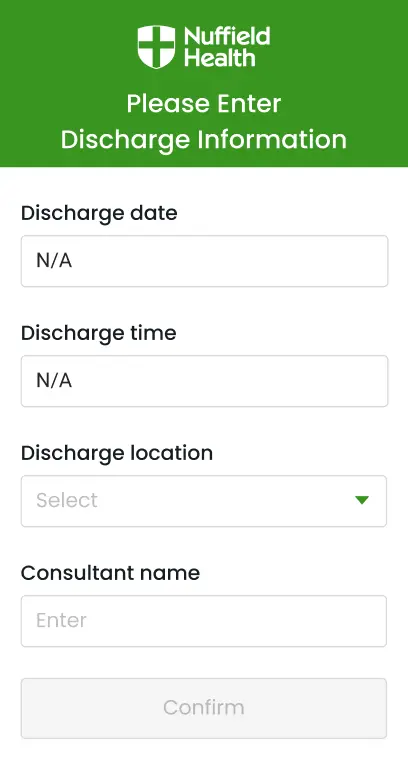 Nuffield
Health
Please Enter
Discharge Information
Discharge date
N/A
Discharge time
N/A
Discharge location
Select
Consultant name
Enter
Confirm